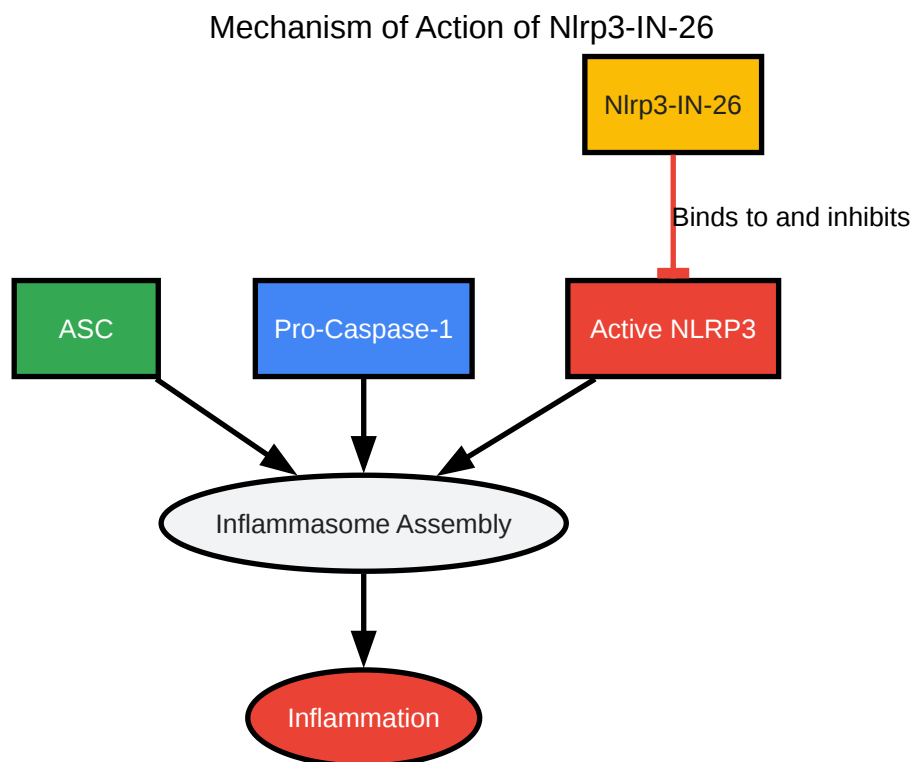 Mechanism of Action of Nlrp3-IN-26
Nlrp3-IN-26
Binds to and inhibits
ASC
Pro-Caspase-1
Active NLRP3
Inflammasome Assembly
Inflammation